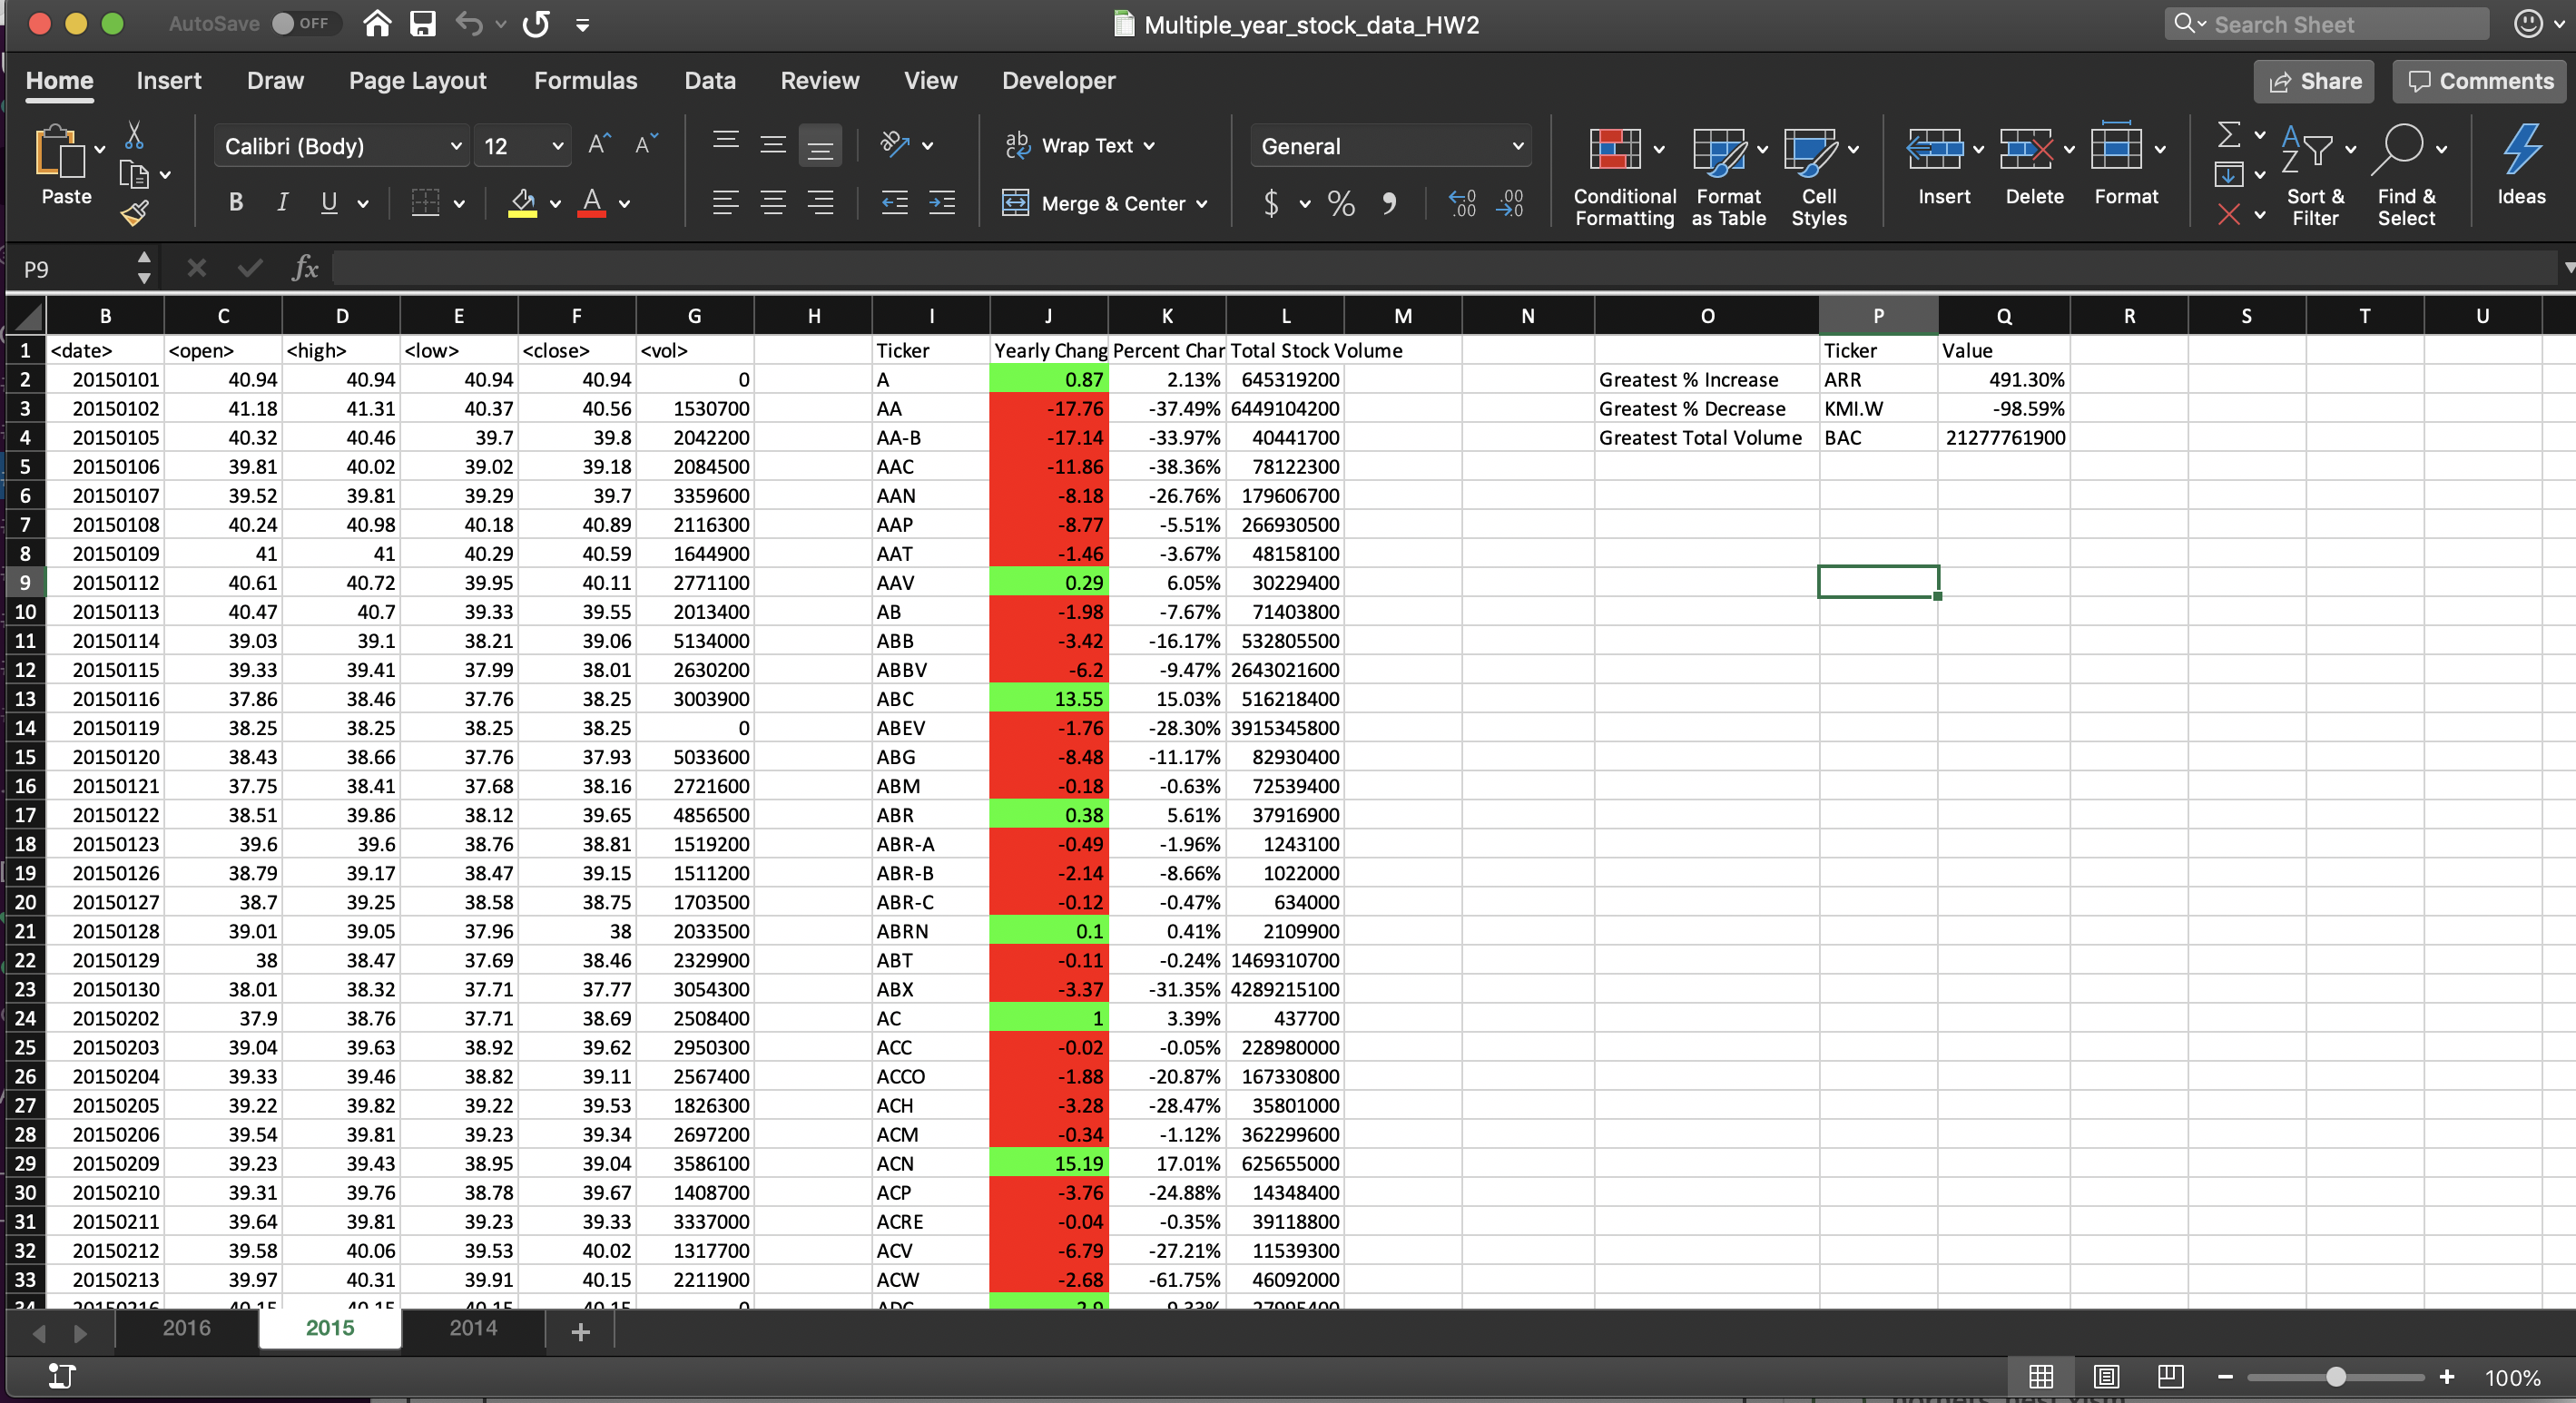 AutoSave OFF Multiple_year_stock_data_HW2 Search Sheet
Home Insert Draw Page Layout Formulas Data Review View Developer Share Comments
Paste Calibri (Body) 12 Wrap Text General
B I U Merge & Center $ % Conditional Formatting Format as Table Cell Styles Insert Delete Format Sort & Filter Find & Select Ideas
P9 fx
B C D E F G H I J K L M N O P Q R S T U
1 <date> <open> <high> <low> <close> <vol> Ticker Yearly Chang Percent Char Total Stock Volume Ticker Value
2 20150101 40.94 40.94 40.94 40.94 0 A 0.87 2.13% 645319200 Greatest % Increase ARR 491.30%
3 20150102 41.18 41.31 40.37 40.56 1530700 AA -17.76 -37.49% 6449104200 Greatest % Decrease KMI.W -98.59%
4 20150105 40.32 40.46 39.7 39.8 2042200 AA-B -17.14 -33.97% 40441700 Greatest Total Volume BAC 21277761900
5 20150106 39.81 40.02 39.02 39.18 2084500 AAC -11.86 -38.36% 78122300
6 20150107 39.52 39.81 39.29 39.7 3359600 AAN -8.18 -26.76% 179606700
7 20150108 40.24 40.98 40.18 40.89 2116300 AAP -8.77 -5.51% 266930500
8 20150109 41 41 40.29 40.59 1644900 AAT -1.46 -3.67% 48158100
9 20150112 40.61 40.72 39.95 40.11 2771100 AAV 0.29 6.05% 30229400
10 20150113 40.47 40.7 39.33 39.55 2013400 AB -1.98 -7.67% 71403800
11 20150114 39.03 39.1 38.21 39.06 5134000 ABB -3.42 -16.17% 532805500
12 20150115 39.33 39.41 37.99 38.01 2630200 ABBV -6.2 -9.47% 2643021600
13 20150116 37.86 38.46 37.76 38.25 3003900 ABC 13.55 15.03% 516218400
14 20150119 38.25 38.25 38.25 38.25 0 ABEV -1.76 -28.30% 3915345800
15 20150120 38.43 38.66 37.76 37.93 5033600 ABG -8.48 -11.17% 82930400
16 20150121 37.75 38.41 37.68 38.16 2721600 ABM -0.18 -0.63% 72539400
17 20150122 38.51 39.86 38.12 39.65 4856500 ABR 0.38 5.61% 37916900
18 20150123 39.6 39.6 38.76 38.81 1519200 ABR-A -0.49 -1.96% 1243100
19 20150126 38.79 39.17 38.47 39.15 1511200 ABR-B -2.14 -8.66% 1022000
20 20150127 38.7 39.25 38.58 38.75 1703500 ABR-C -0.12 -0.47% 634000
21 20150128 39.01 39.05 37.96 38 2033500 ABRN 0.1 0.41% 2109900
22 20150129 38 38.47 37.69 38.46 2329900 ABT -0.11 -0.24% 1469310700
23 20150130 38.01 38.32 37.71 37.77 3054300 ABX -3.37 -31.35% 4289215100
24 20150202 37.9 38.76 37.71 38.69 2508400 AC 1 3.39% 437700
25 20150203 39.04 39.63 38.92 39.62 2950300 ACC -0.02 -0.05% 228980000
26 20150204 39.33 39.46 38.82 39.11 2567400 ACCO -1.88 -20.87% 167330800
27 20150205 39.22 39.82 39.22 39.53 1826300 ACH -3.28 -28.47% 35801000
28 20150206 39.54 39.81 39.23 39.34 2697200 ACM -0.34 -1.12% 362299600
29 20150209 39.23 39.43 38.95 39.04 3586100 ACN 15.19 17.01% 625655000
30 20150210 39.31 39.76 38.78 39.67 1408700 ACP -3.76 -24.88% 14348400
31 20150211 39.64 39.81 39.23 39.33 3337000 ACRE -0.04 -0.35% 39118800
32 20150212 39.58 40.06 39.53 40.02 1317700 ACV -6.79 -27.21% 11539300
33 20150213 39.97 40.31 39.91 40.15 2211900 ACW -2.68 -61.75% 46092000
34 20150216 40.15 40.15 40.15 40.15 0 ADC 2.9 9.33% 27995400
2016 2015 2014 +
100%